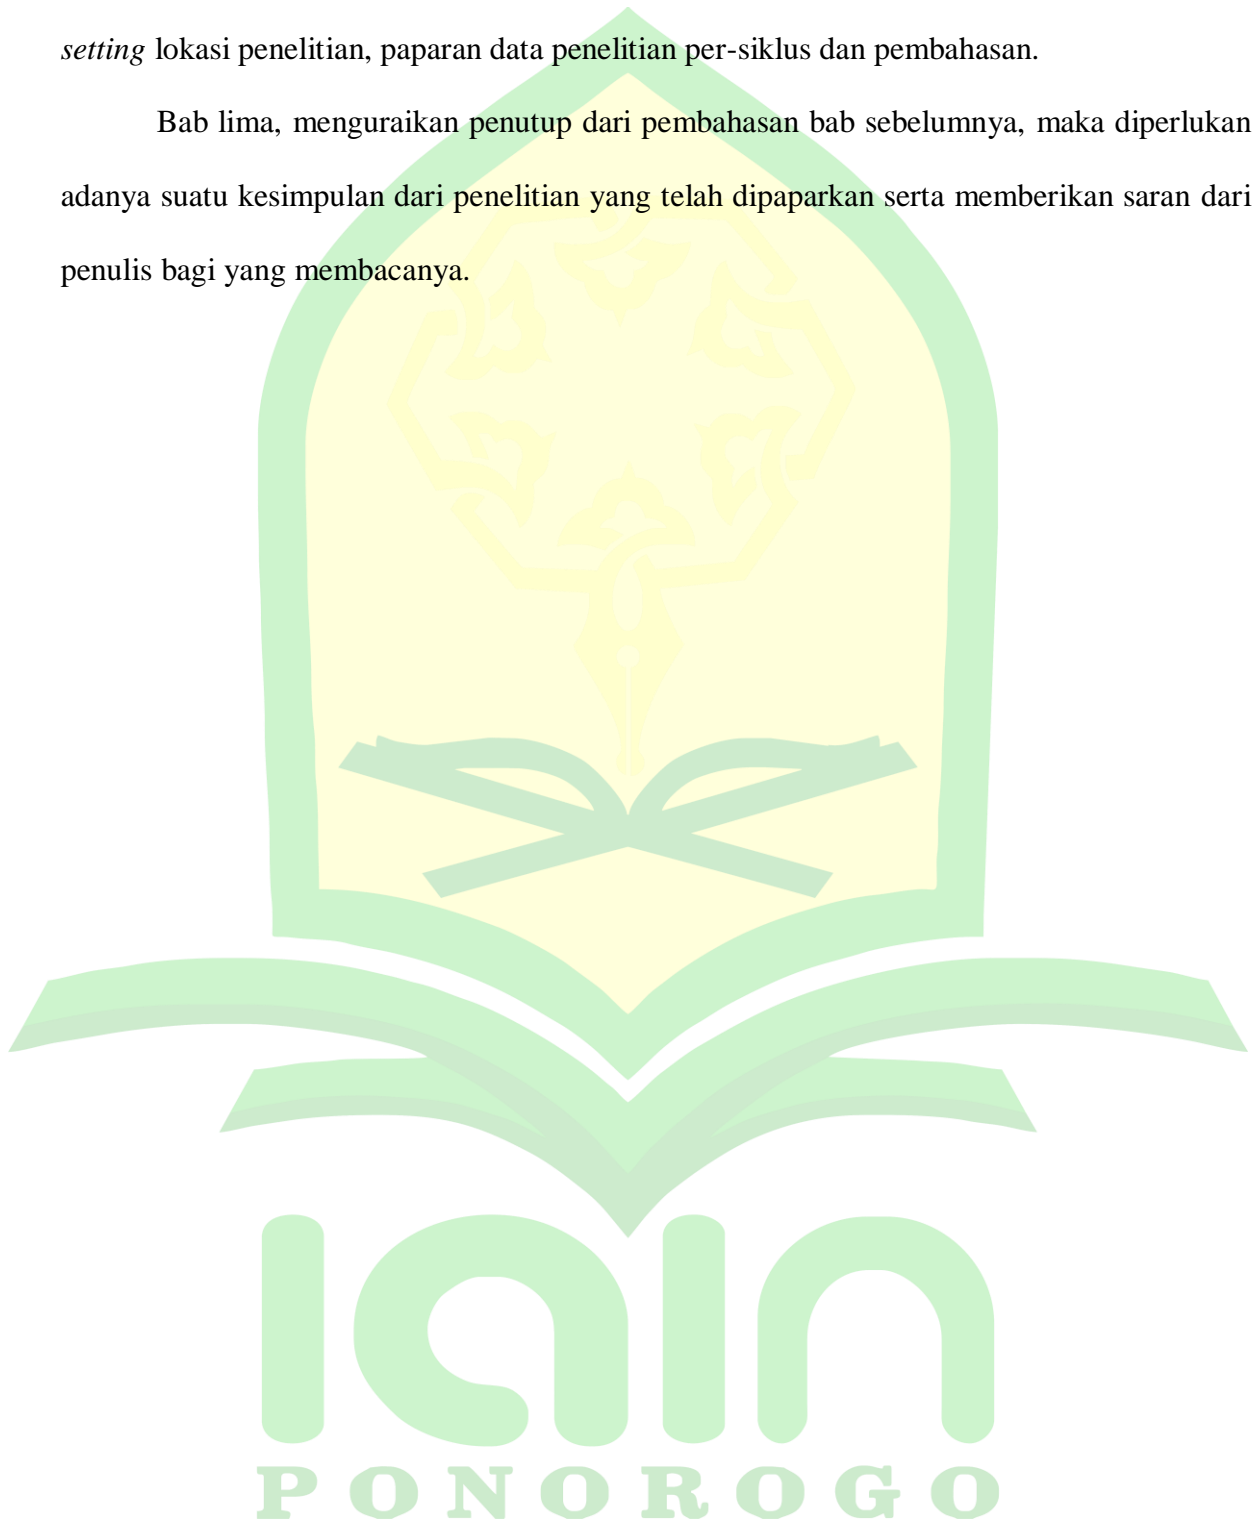 setting lokasi penelitian, paparan data penelitian per-siklus dan pembahasan.
Bab lima, menguraikan penutup dari pembahasan bab sebelumnya, maka diperlukan
adanya suatu kesimpulan dari penelitian yang telah dipaparkan serta memberikan saran dari
penulis bagi yang membacanya.
iain
PONOROGO